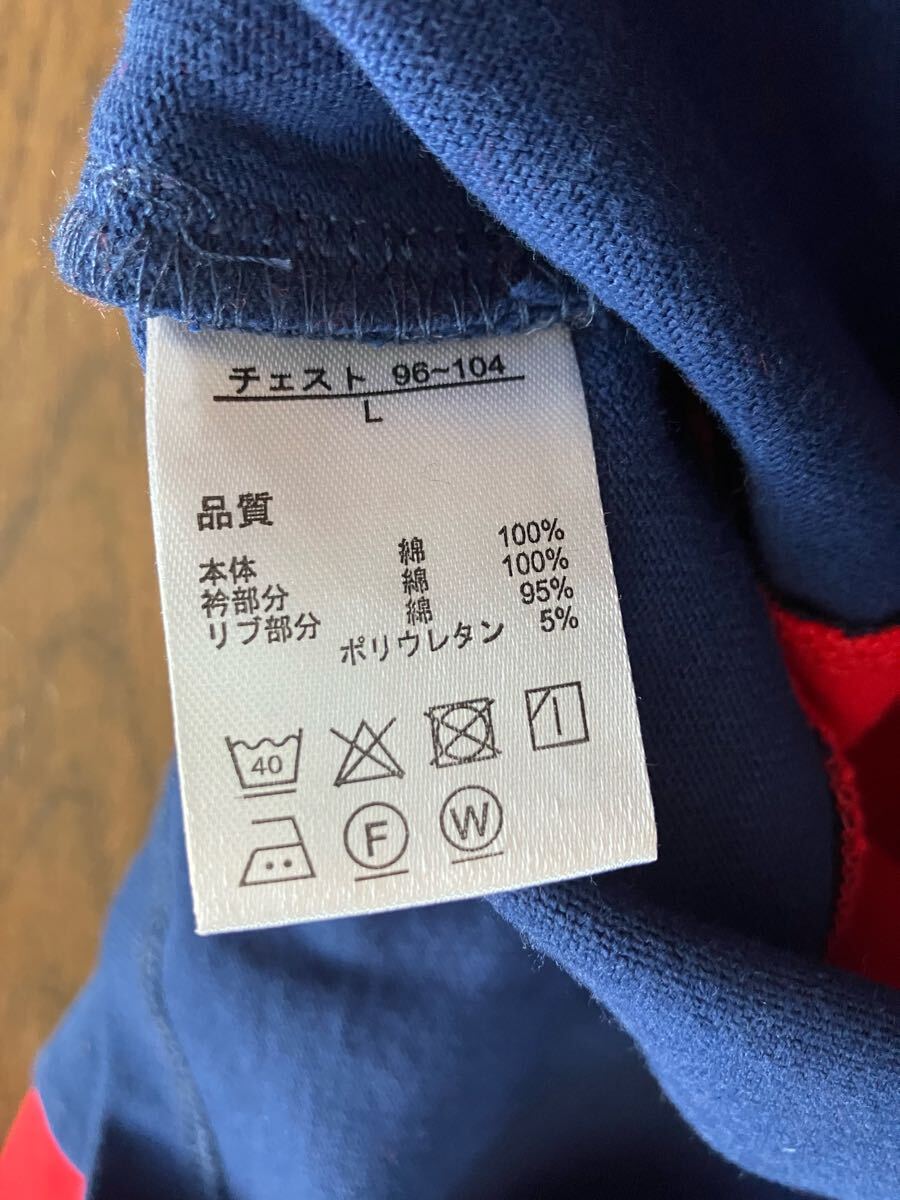 チェスト 96~104
L
品質
本体 綿 100%
衿部分 綿 100%
リブ部分 綿 95%
ポリウレタン 5%
40
F W